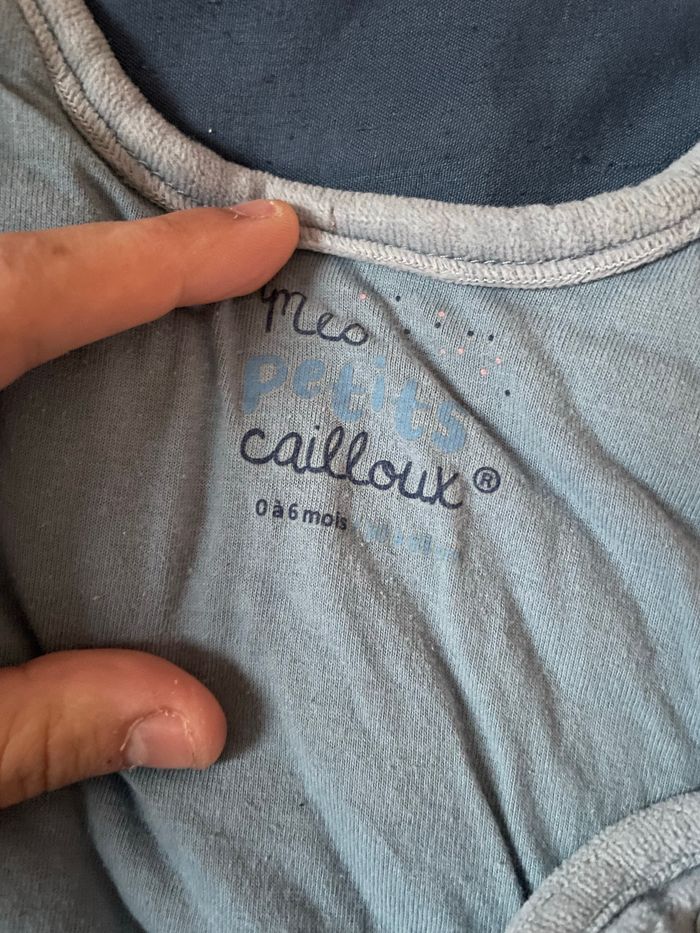 Mes
petits
cailloux®
0 à 6 mois